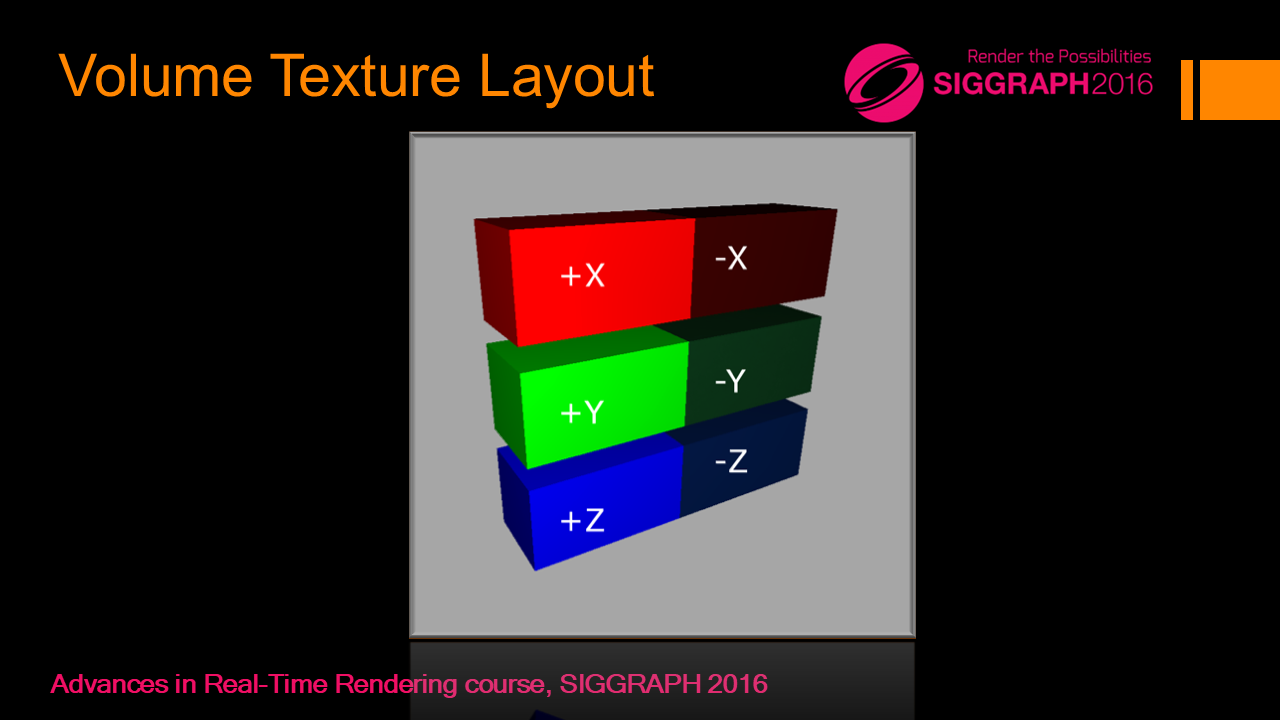 Volume Texture Layout
Render the Possibilities
SIGGRAPH2016
+X
-X
+Y
-Y
+Z
-Z
Advances in Real-Time Rendering course, SIGGRAPH 2016